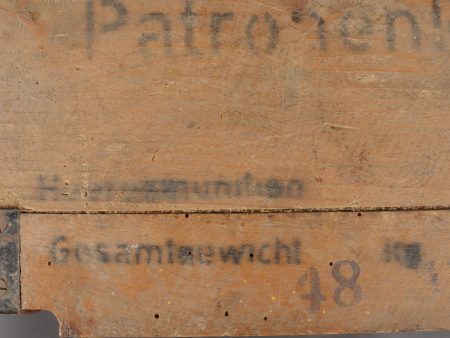 Patronen
Gesamtgewicht kg
48